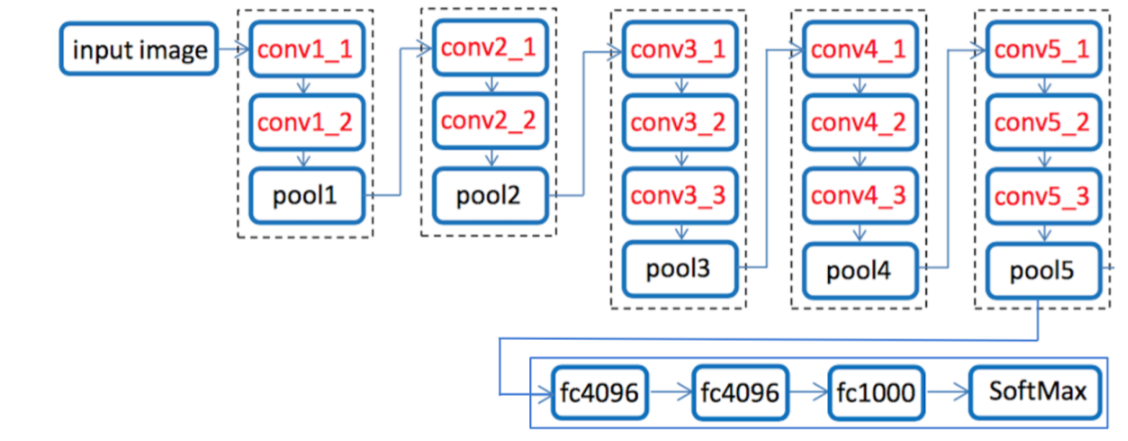 input image
conv1_1
conv1_2
pool1
conv2_1
conv2_2
pool2
conv3_1
conv3_2
conv3_3
pool3
conv4_1
conv4_2
conv4_3
pool4
conv5_1
conv5_2
conv5_3
pool5
fc4096
fc4096
fc1000
SoftMax